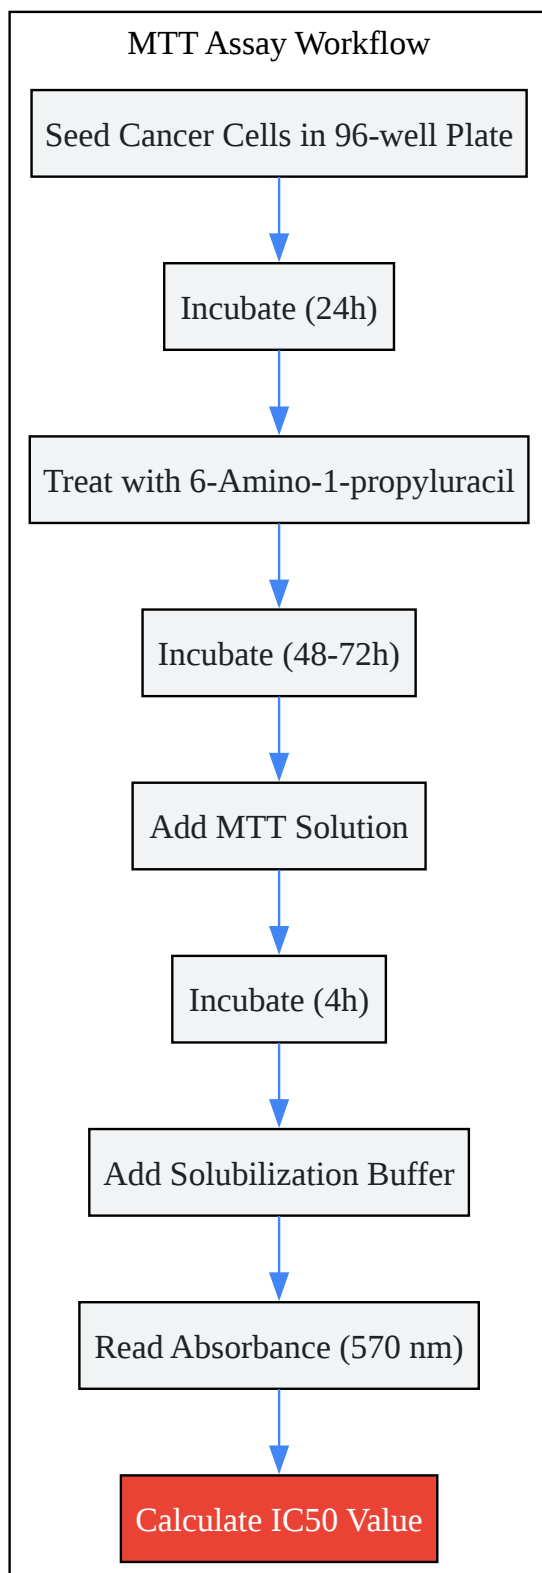 MTT Assay Workflow
Seed Cancer Cells in 96-well Plate
Incubate (24h)
Treat with 6-Amino-1-propyluracil
Incubate (48-72h)
Add MTT Solution
Incubate (4h)
Add Solubilization Buffer
Read Absorbance (570 nm)
Calculate IC50 Value